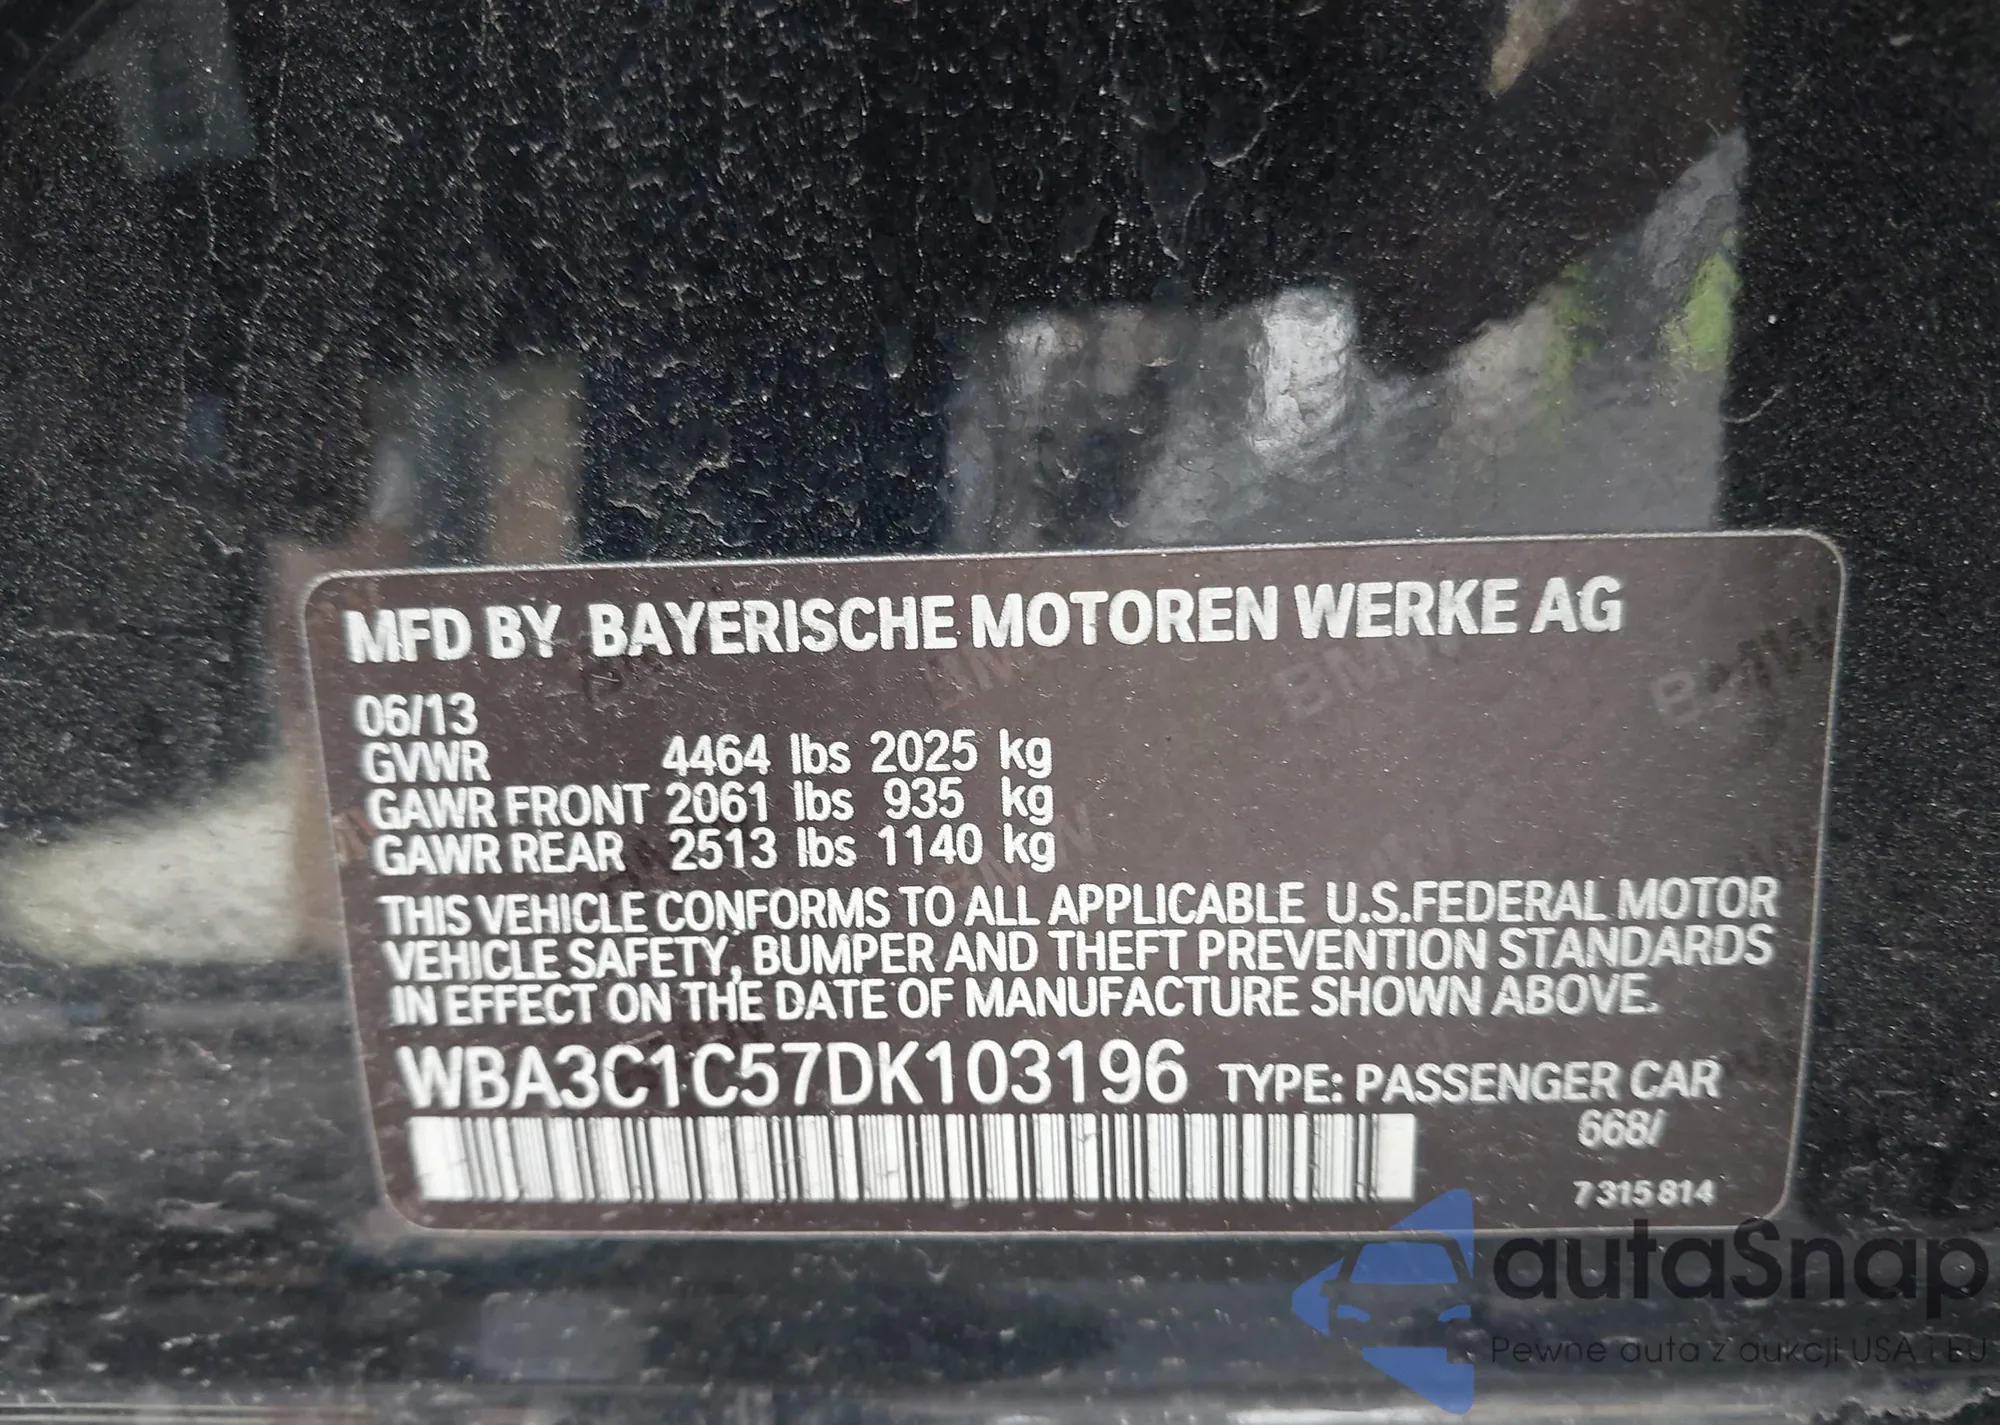 MFD BY BAYERISCHE MOTOREN WERKE AG
06/13
GVWR 4464 lbs 2025 kg
GAWR FRONT 2061 lbs 935 kg
GAWR REAR 2513 lbs 1140 kg
THIS VEHICLE CONFORMS TO ALL APPLICABLE U.S.FEDERAL MOTOR
VEHICLE SAFETY, BUMPER AND THEFT PREVENTION STANDARDS
IN EFFECT ON THE DATE OF MANUFACTURE SHOWN ABOVE.
WBA3C1C57DK103196 TYPE: PASSENGER CAR
668/
7 315 814
autaSnap
Pewne auta z aukcji USA i EU